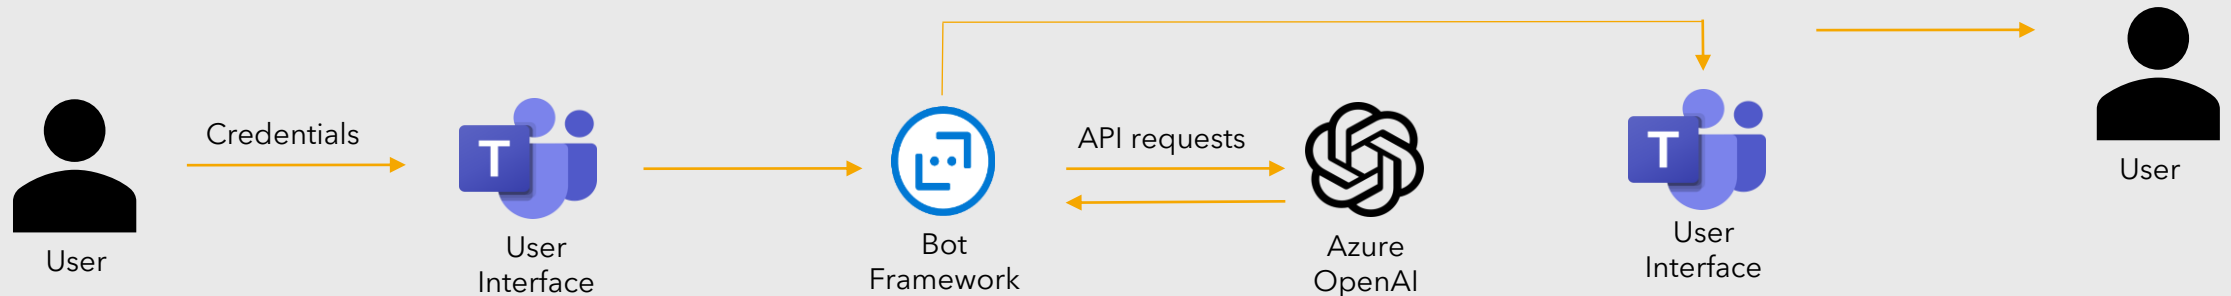 User
Credentials
T
User
Interface
Bot
Framework
API requests
Azure
OpenAI
T
User
Interface
User